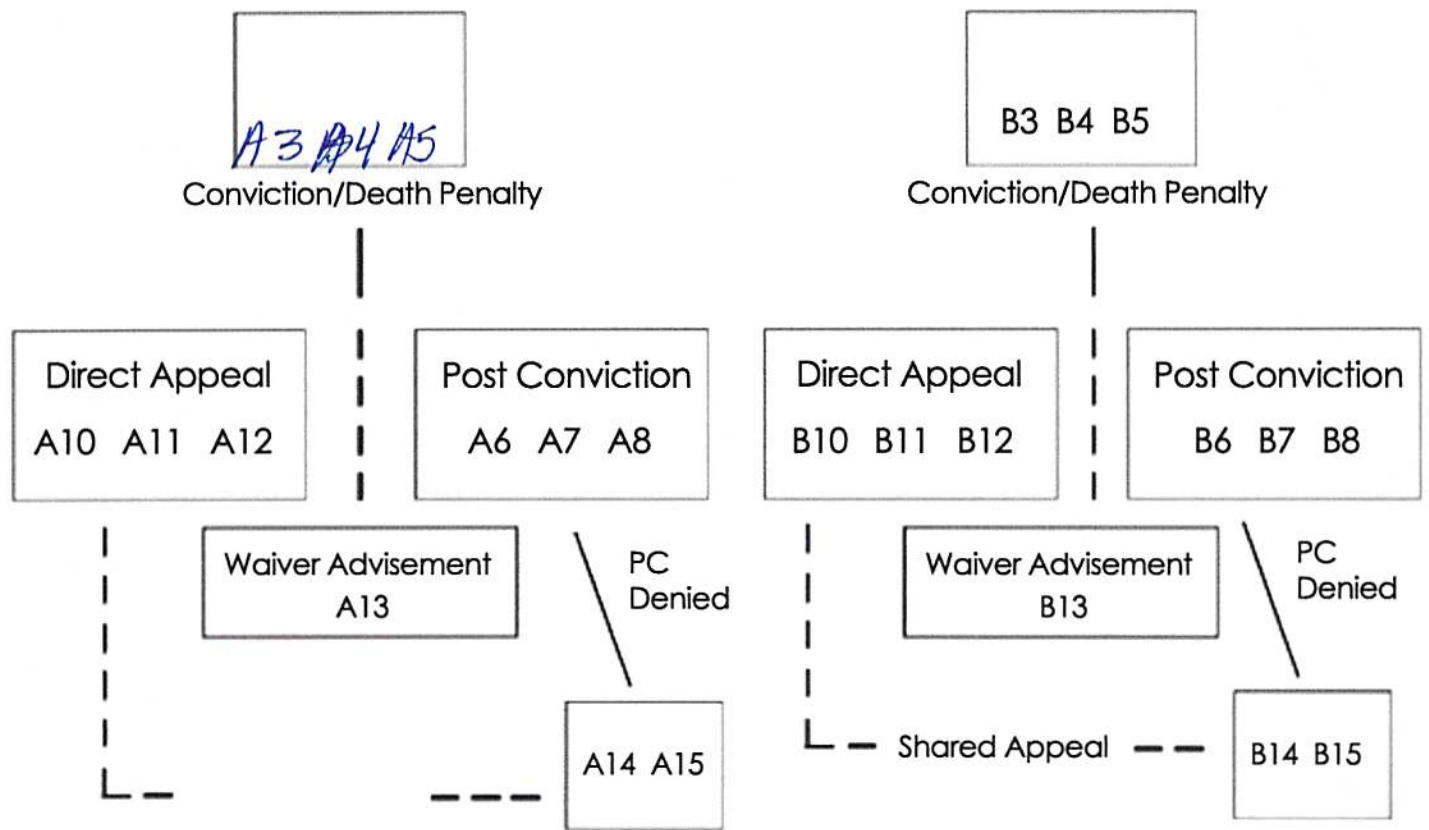 A3 A4 A5
Conviction/Death Penalty
Direct Appeal
A10 A11 A12
Post Conviction
A6 A7 A8
Waiver Advisement
A13
PC
Denied
A14 A15
B3 B4 B5
Conviction/Death Penalty
Direct Appeal
B10 B11 B12
Post Conviction
B6 B7 B8
Waiver Advisement
B13
PC
Denied
Shared Appeal
B14 B15